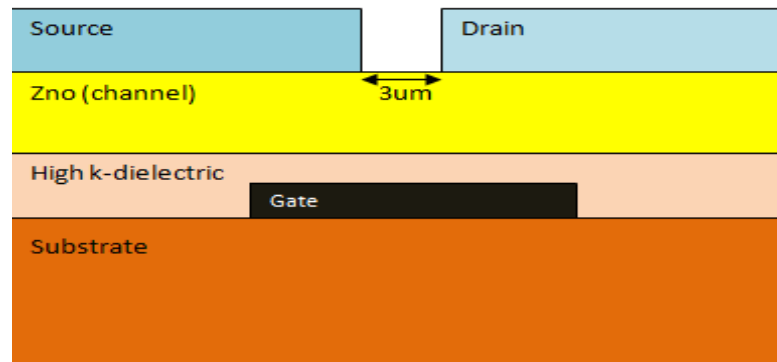 Source
Drain
Zno (channel)
3um
High k-dielectric
Gate
Substrate